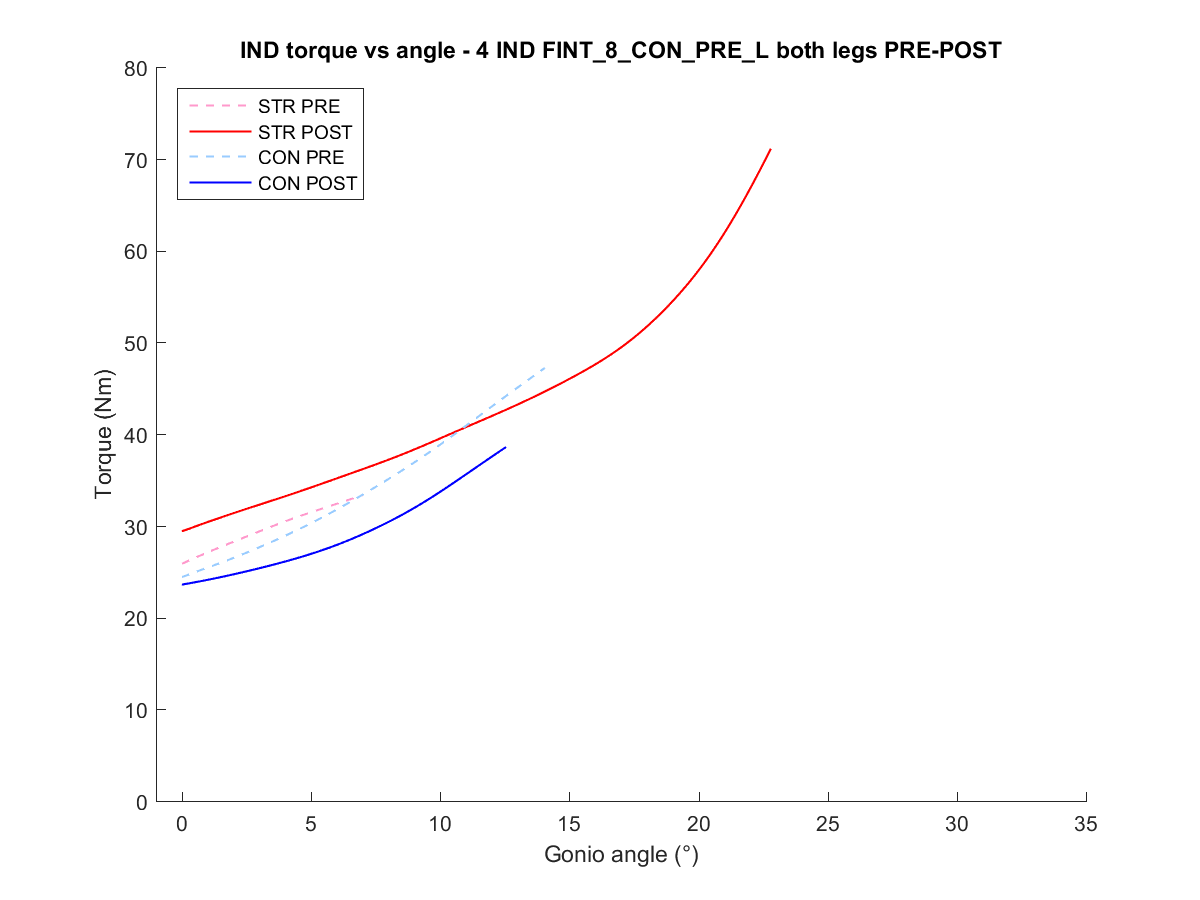 IND torque vs angle - 4 IND FINT_8_CON_PRE_L both legs PRE-POST
80
70
60
50
40
30
20
10
0
Torque (Nm)
STR PRE
STR POST
CON PRE
CON POST
0 5 10 15 20 25 30 35
Gonio angle (°)